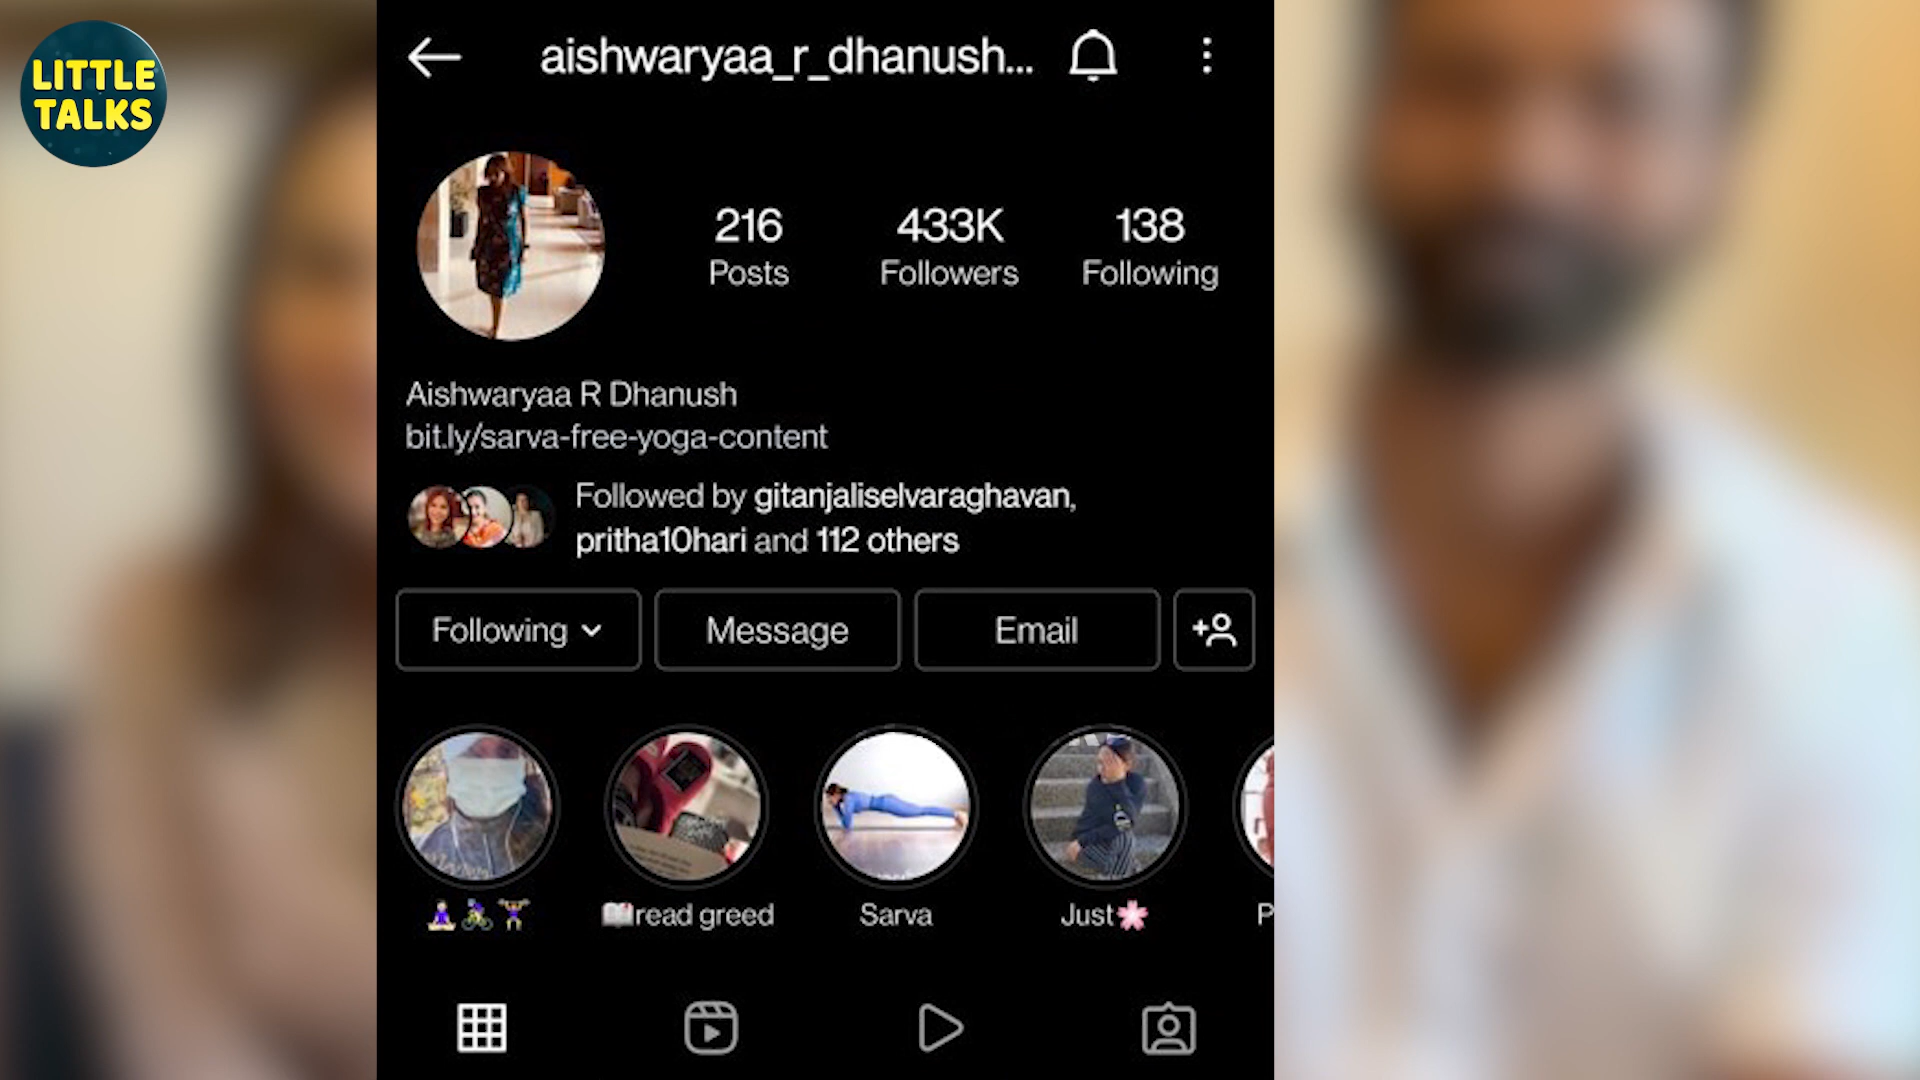 LITTLE
TALKS
aishwaryaa_r_dhanush...
216
Posts
433K
Followers
138
Following
Aishwaryaa R Dhanush
bit.ly/sarva-free-yoga-content
Followed by gitanjaliselvaraghavan,
pritha10hari and 112 others
Following
Message
Email
read greed
Sarva
Just
P